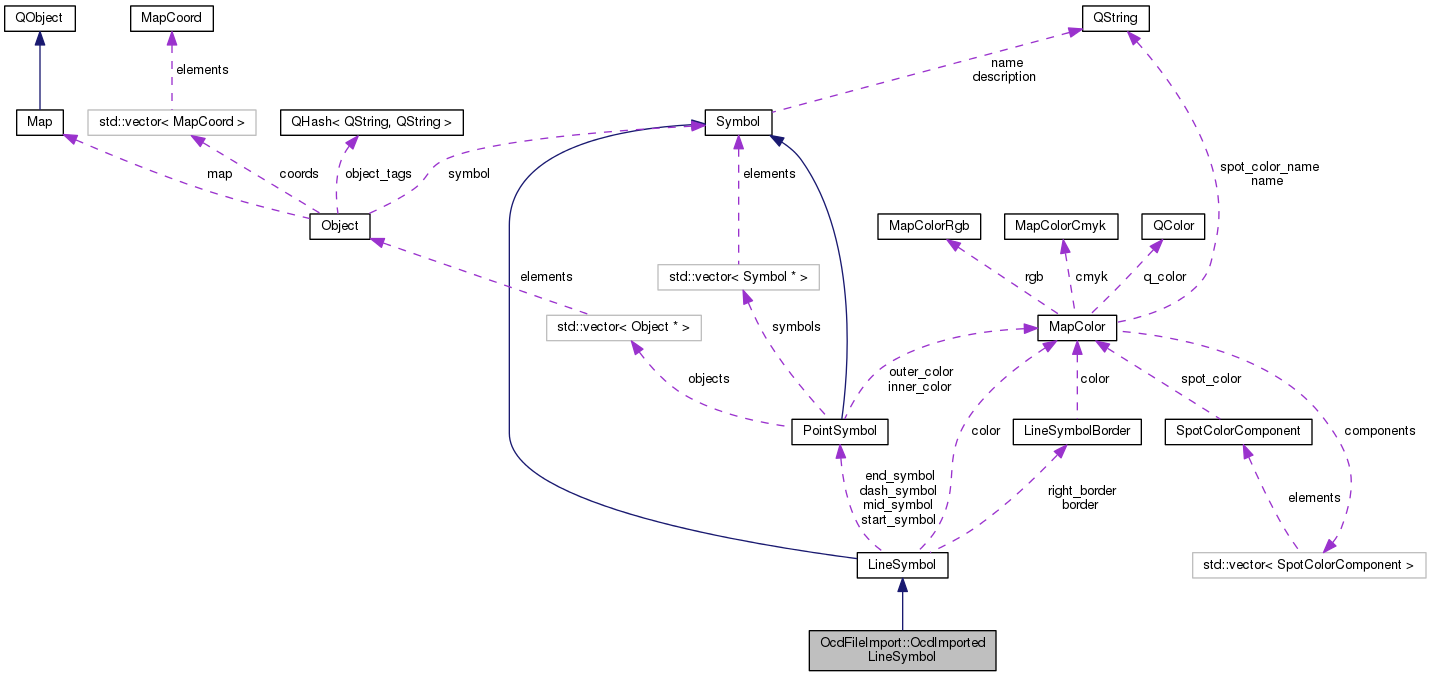 QObject
MapCoord
QString
elements
name
description
Map
std::vector< MapCoord >
QHash< QString, QString >
Symbol
map
coords
object_tags
symbol
elements
spot_color_name
name
Object
MapColorRgb
MapColorCmyk
QColor
elements
std::vector< Symbol * >
rgb
cmyk
q_color
std::vector< Object * >
symbols
MapColor
objects
outer_color
inner_color
color
spot_color
PointSymbol
color
LineSymbolBorder
SpotColorComponent
components
end_symbol
dash_symbol
mid_symbol
start_symbol
right_border
border
elements
LineSymbol
std::vector< SpotColorComponent >
OcdFileImport::OcdImported
LineSymbol